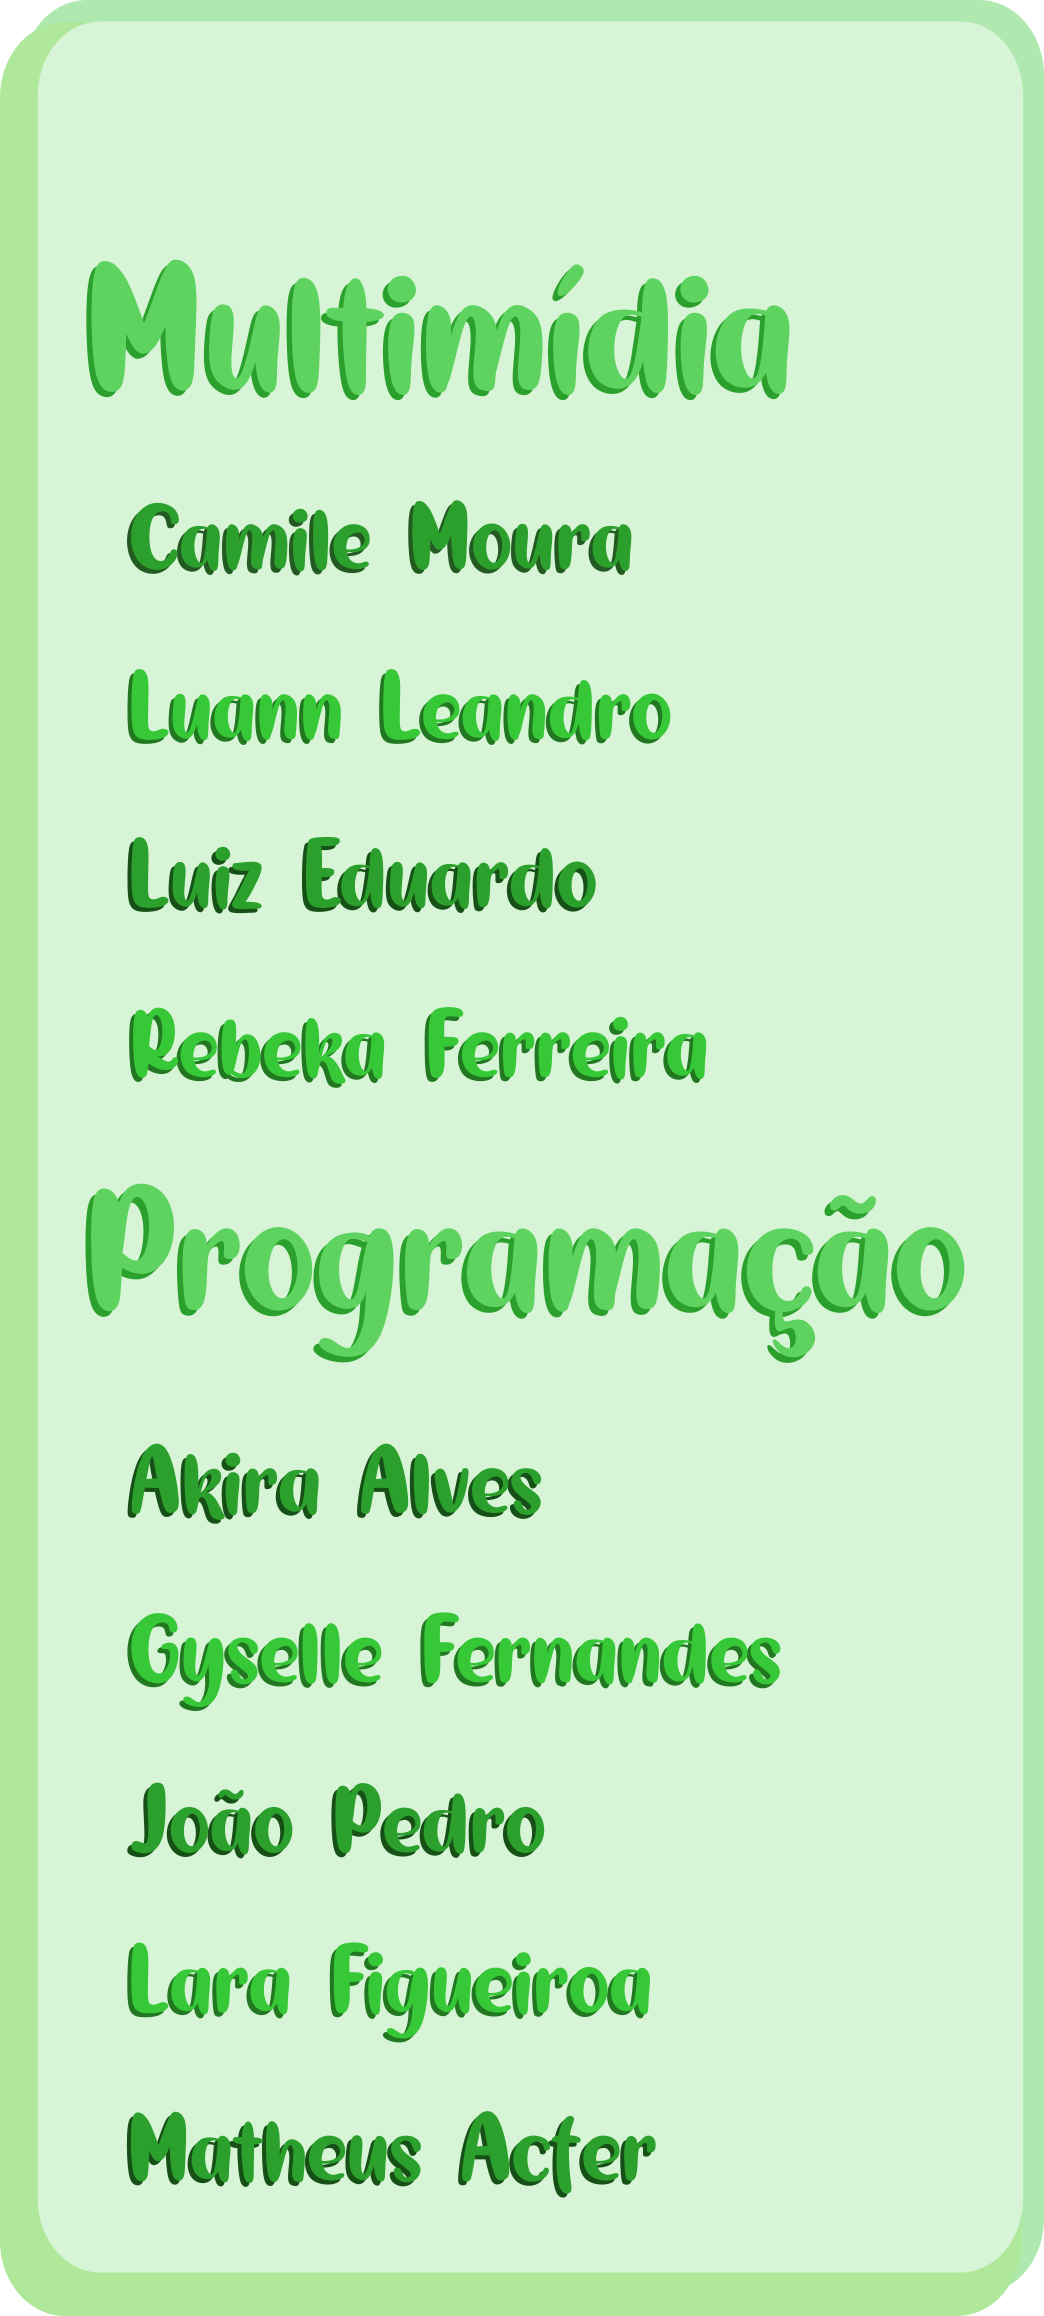 Multimídia
Camile Moura
Luann Leandro
Luiz Eduardo
Rebeka Ferreira
Programação
Akira Alves
Gyselle Fernandes
João Pedro
Lara Figueiroa
Matheus Acter